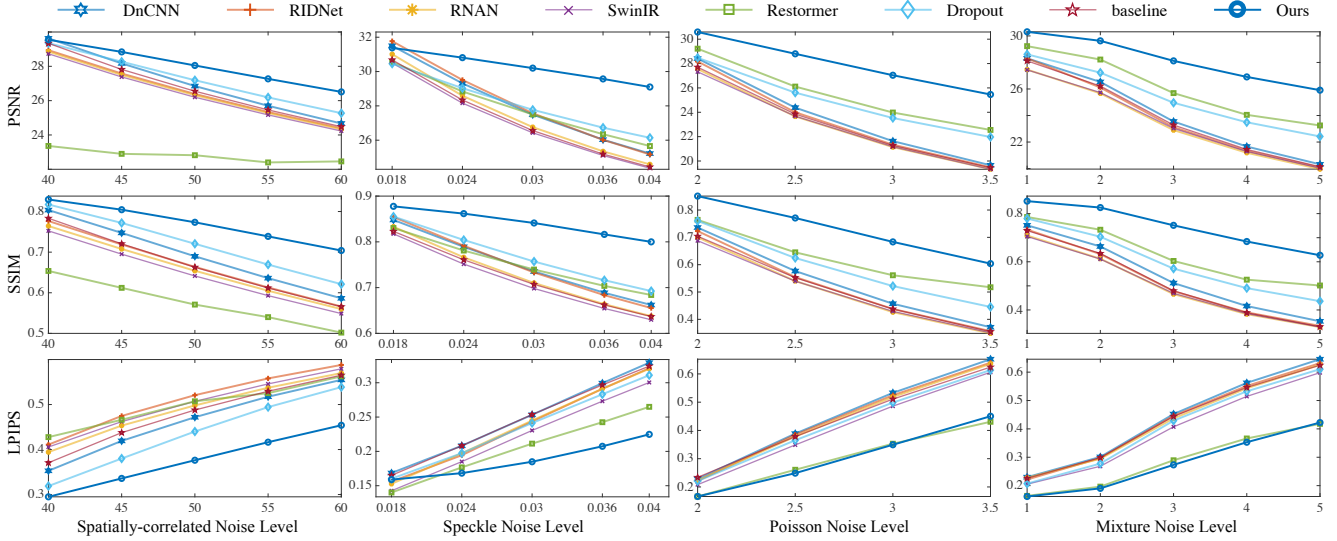 DnCNN RIDNet RNAN SwinIR Restormer Dropout baseline Ours
PSNR
30 28 26 24
40 45 50 55 60
32 30 28 26
0.018 0.024 0.03 0.036 0.04
30 28 26 24 22 20
2 2.5 3 3.5
30 26 22
1 2 3 4 5
SSIM
0.8 0.7 0.6 0.5
40 45 50 55 60
0.9 0.8 0.7 0.6
0.018 0.024 0.03 0.036 0.04
0.8 0.7 0.6 0.5 0.4
2 2.5 3 3.5
0.8 0.6 0.4
1 2 3 4 5
LPIPS
0.5 0.4 0.3
40 45 50 55 60
0.3 0.25 0.2 0.15
0.018 0.024 0.03 0.036 0.04
0.6 0.5 0.4 0.3 0.2
2 2.5 3 3.5
0.6 0.5 0.4 0.3 0.2
1 2 3 4 5
Spatially-correlated Noise Level Speckle Noise Level Poisson Noise Level Mixture Noise Level